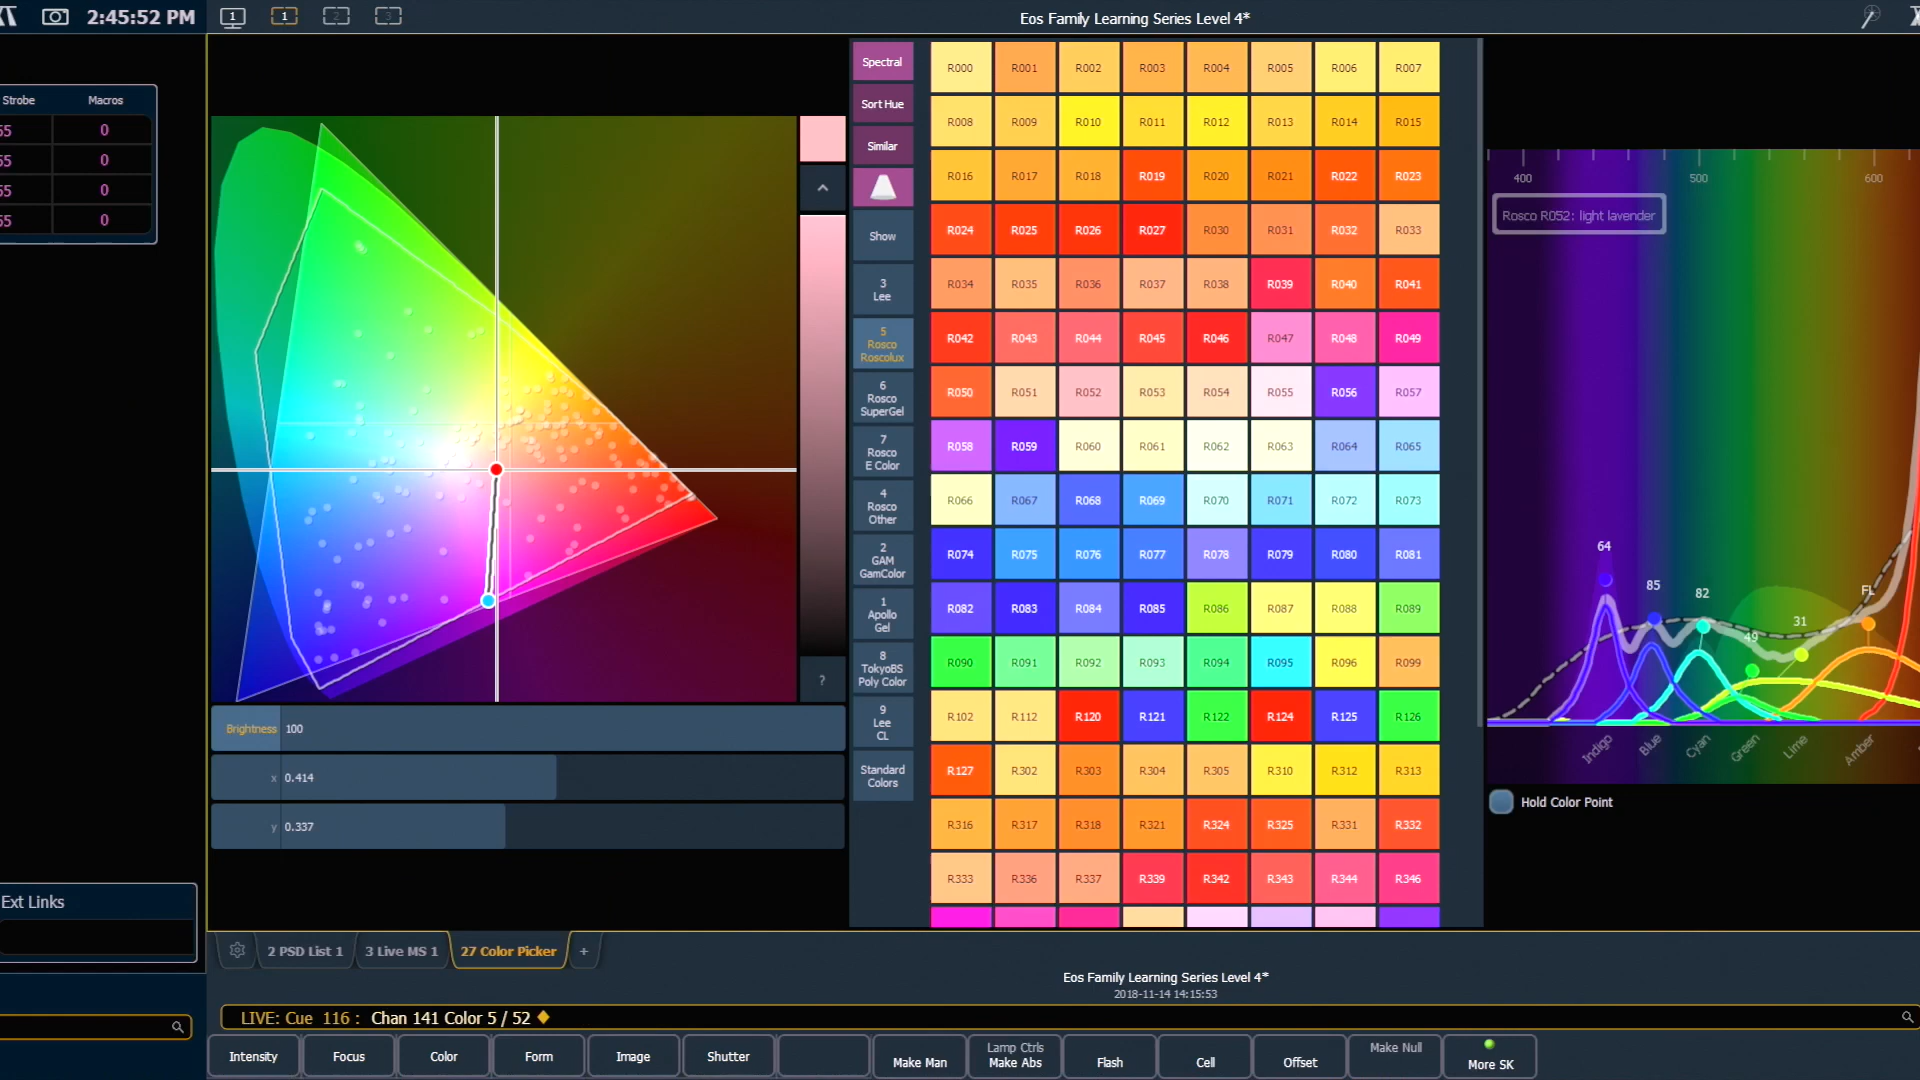 2:45:52 PM
1
1
2
3
Eos Family Learning Series Level 4*
Strobe Macros
55 0
55 0
55 0
55 0
Ext Links
Spectral
Sort Hue
Similar
Show
3
Lee
5
Rosco
Roscolux
6
Rosco
SuperGel
7
Rosco
E Color
4
Rosco
Other
2
GAM
GamColor
1
Apollo
Gel
8
TokyoBS
Poly Color
9
Lee
CL
Standard
Colors
R000 R001 R002 R003 R004 R005 R006 R007
R008 R009 R010 R011 R012 R013 R014 R015
R016 R017 R018 R019 R020 R021 R022 R023
R024 R025 R026 R027 R030 R031 R032 R033
R034 R035 R036 R037 R038 R039 R040 R041
R042 R043 R044 R045 R046 R047 R048 R049
R050 R051 R052 R053 R054 R055 R056 R057
R058 R059 R060 R061 R062 R063 R064 R065
R066 R067 R068 R069 R070 R071 R072 R073
R074 R075 R076 R077 R078 R079 R080 R081
R082 R083 R084 R085 R086 R087 R088 R089
R090 R091 R092 R093 R094 R095 R096 R099
R102 R112 R120 R121 R122 R124 R125 R126
R127 R302 R303 R304 R305 R310 R312 R313
R316 R317 R318 R321 R324 R325 R331 R332
R333 R336 R337 R339 R342 R343 R344 R346
400 500 600
Rosco R052: light lavender
64
85
82
49
31
FL
Indigo Blue Cyan Green Lime Amber
Hold Color Point
?
Brightness 100
x 0.414
y 0.337
2 PSD List 1 3 Live MS 1 27 Color Picker +
Eos Family Learning Series Level 4*
2018-11-14 14:15:53
LIVE: Cue 116 : Chan 141 Color 5 / 52
Intensity Focus Color Form Image Shutter
Make Man
Lamp Ctrls
Make Abs
Flash Cell Offset
Make Null
More SK